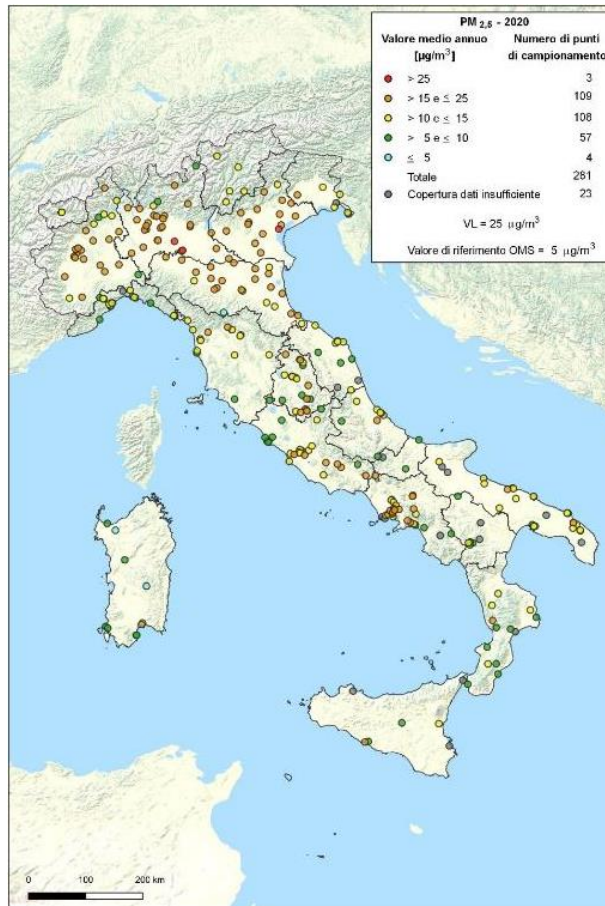 PM 2,5 - 2020
Valore medio annuo Numero di punti
[µg/m³] di campionamento
> 25 3
> 15 e ≤ 25 109
> 10 e ≤ 15 108
> 5 e ≤ 10 57
≤ 5 4
Totale 281
Copertura dati insufficiente 23
VL = 25 µg/m³
Valore di riferimento OMS = 5 µg/m³
0 100 200 km